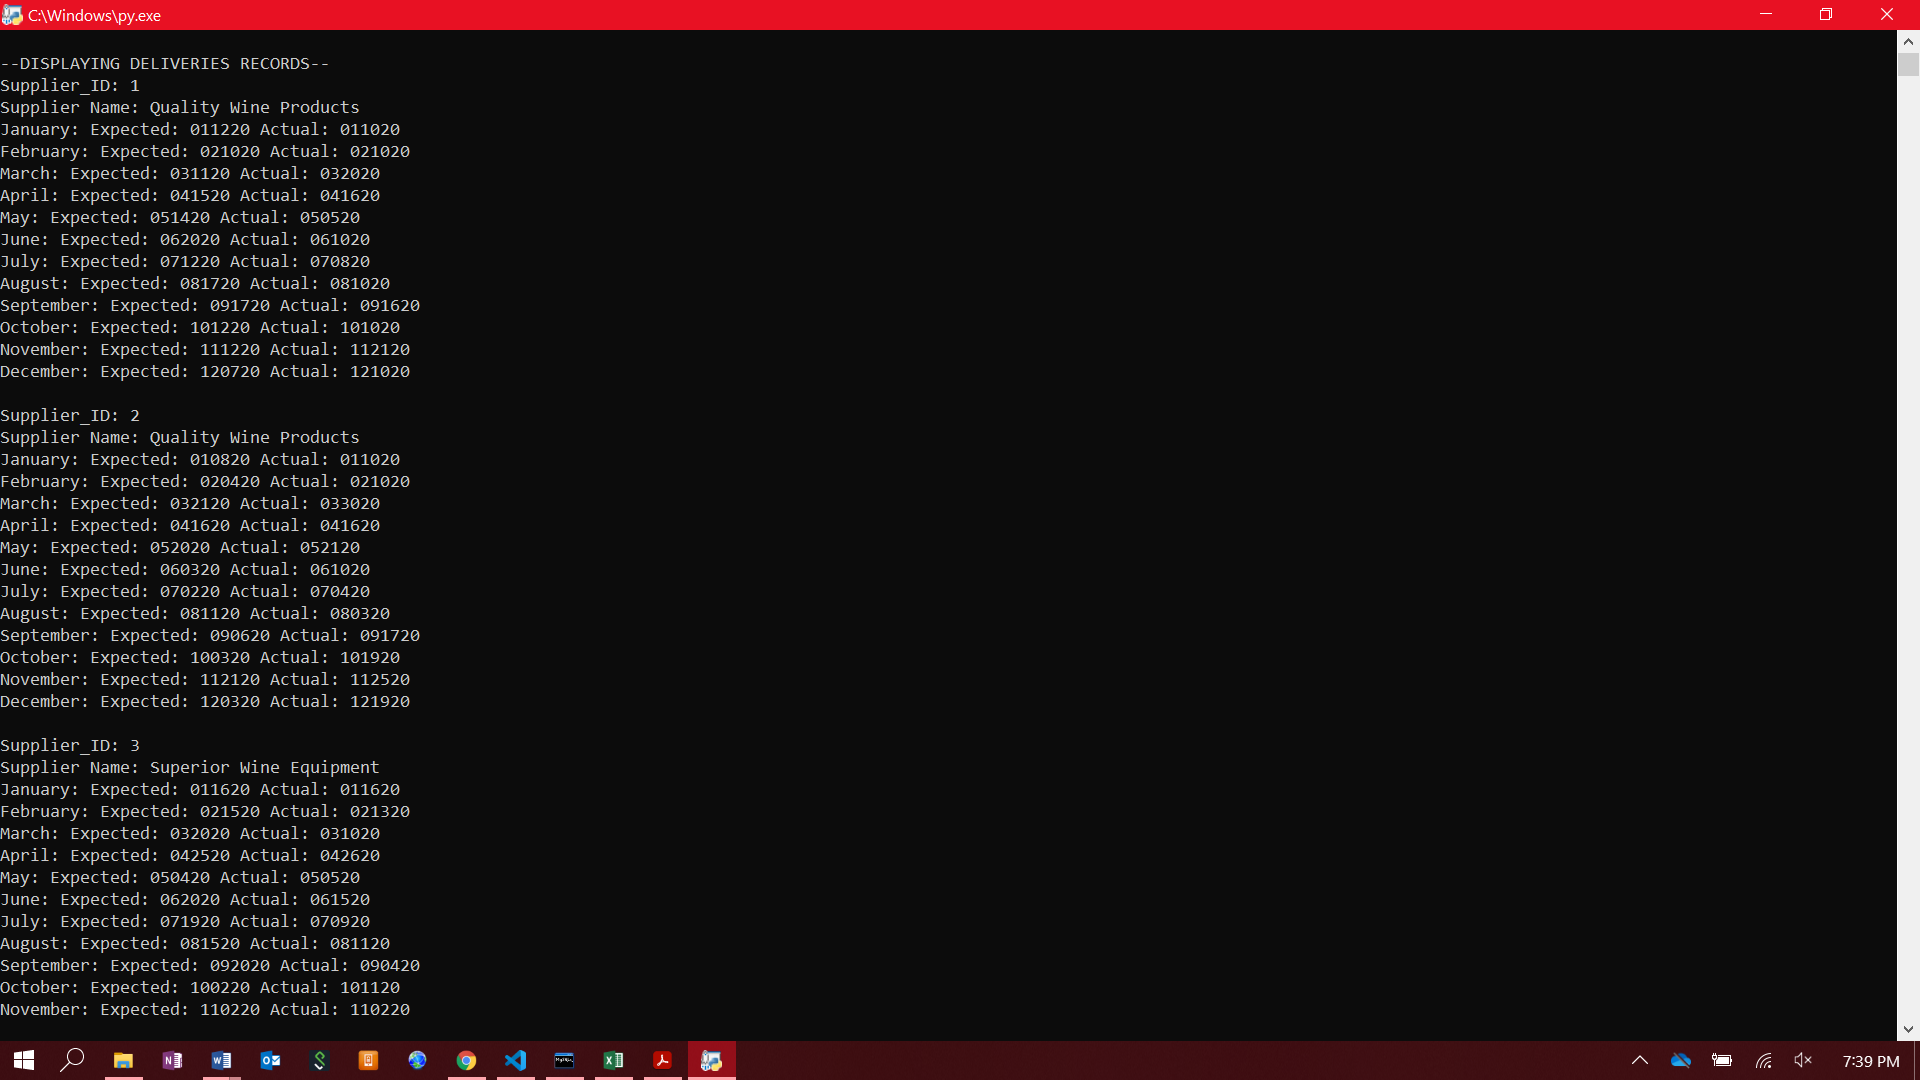 C:\Windows\py.exe
--DISPLAYING DELIVERIES RECORDS--
Supplier_ID: 1
Supplier Name: Quality Wine Products
January: Expected: 011220 Actual: 011020
February: Expected: 021020 Actual: 021020
March: Expected: 031120 Actual: 032020
April: Expected: 041520 Actual: 041620
May: Expected: 051420 Actual: 050520
June: Expected: 062020 Actual: 061020
July: Expected: 071220 Actual: 070820
August: Expected: 081720 Actual: 081020
September: Expected: 091720 Actual: 091620
October: Expected: 101220 Actual: 101020
November: Expected: 111220 Actual: 112120
December: Expected: 120720 Actual: 121020
Supplier_ID: 2
Supplier Name: Quality Wine Products
January: Expected: 010820 Actual: 011020
February: Expected: 020420 Actual: 021020
March: Expected: 032120 Actual: 033020
April: Expected: 041620 Actual: 041620
May: Expected: 052020 Actual: 052120
June: Expected: 060320 Actual: 061020
July: Expected: 070220 Actual: 070420
August: Expected: 081120 Actual: 080320
September: Expected: 090620 Actual: 091720
October: Expected: 100320 Actual: 101920
November: Expected: 112120 Actual: 112520
December: Expected: 120320 Actual: 121920
Supplier_ID: 3
Supplier Name: Superior Wine Equipment
January: Expected: 011620 Actual: 011620
February: Expected: 021520 Actual: 021320
March: Expected: 032020 Actual: 031020
April: Expected: 042520 Actual: 042620
May: Expected: 050420 Actual: 050520
June: Expected: 062020 Actual: 061520
July: Expected: 071920 Actual: 070920
August: Expected: 081520 Actual: 081120
September: Expected: 092020 Actual: 090420
October: Expected: 100220 Actual: 101120
November: Expected: 110220 Actual: 110220
7:39 PM